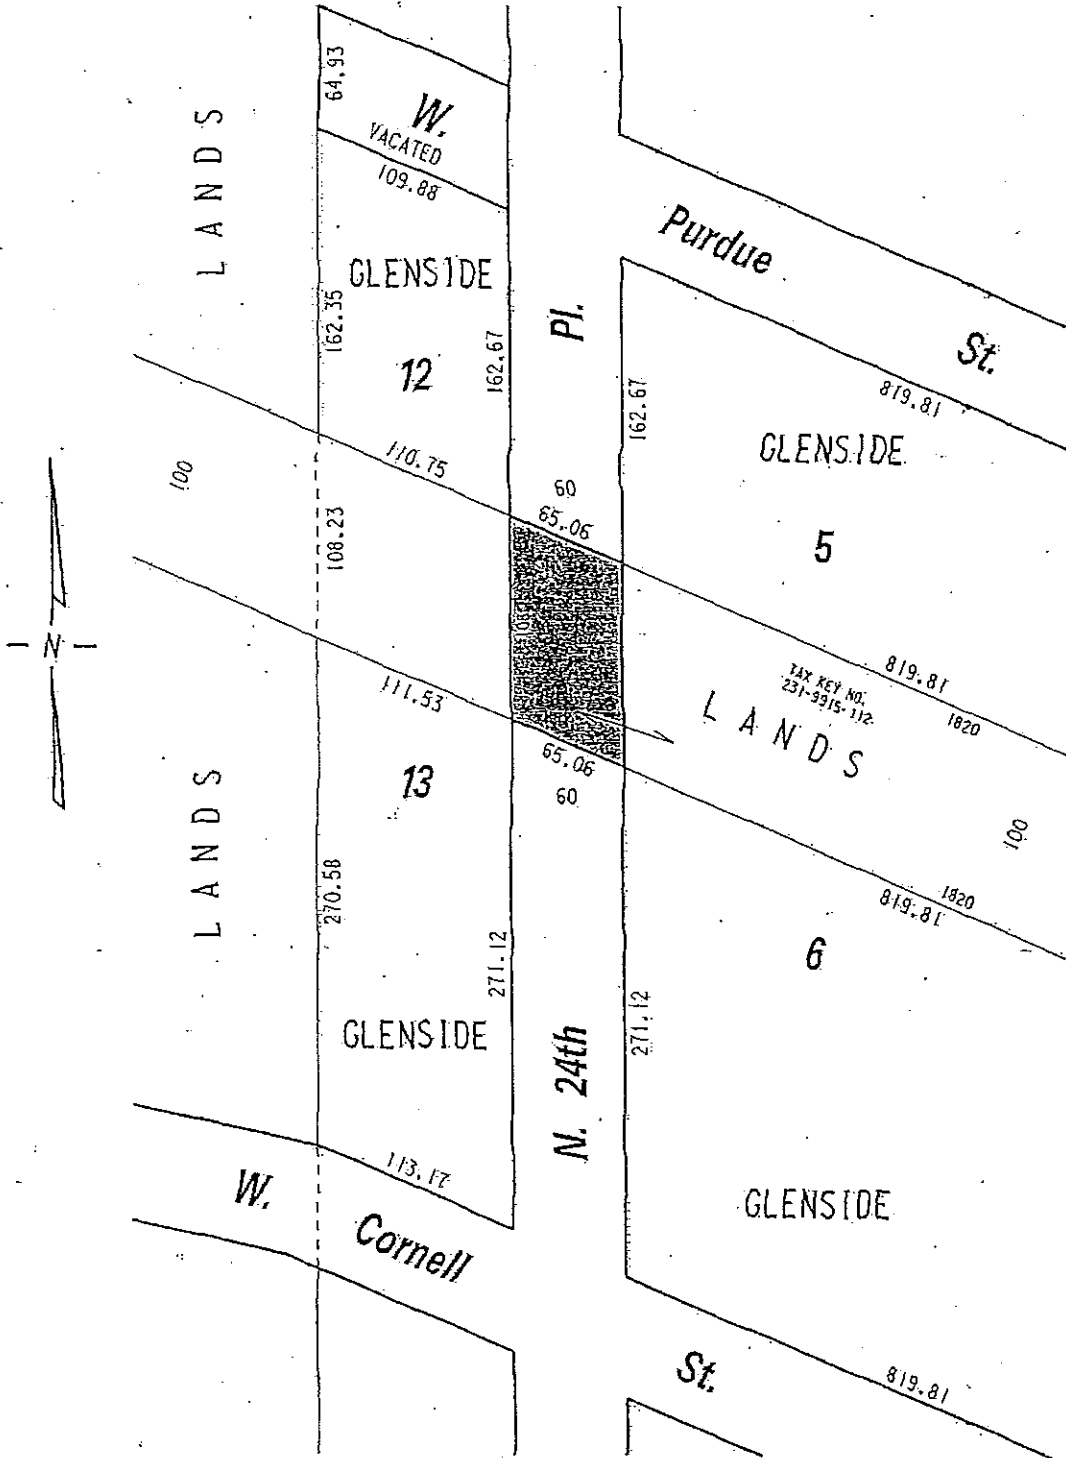 64.93
W.
VACATED
109.88
LANDS
Purdue
GLENSIDE
162.35
Pl.
St.
12
162.67
162.67
819.81
GLENSIDE
110.75
100
60
65.06
108.23
5
N
819.81
TAX KEY NO.
231-9915-112
1820
LANDS
111.53
65.06
60
13
LANDS
100
270.58
1820
819.81
6
271.12
271.12
GLENSIDE
N. 24th
113.17
W.
Cornell
GLENSIDE
St.
819.81